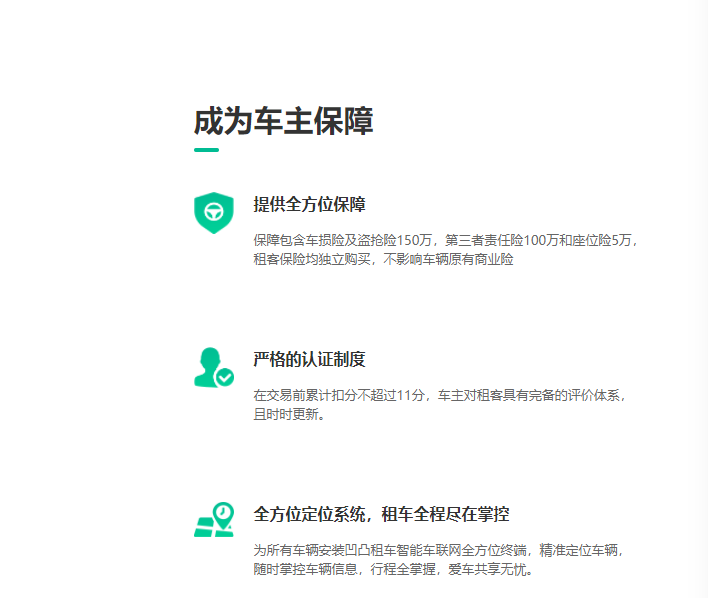 成为车主保障
提供全方位保障
保障包含车损险及盗抢险150万，第三者责任险100万和座位险5万，
租客保险均独立购买，不影响车辆原有商业险
严格的认证制度
在交易前累计扣分不超过11分，车主对租客具有完备的评价体系，
且时时更新。
全方位定位系统，租车全程尽在掌控
为所有车辆安装凹凸租车智能车联网全方位终端，精准定位车辆，
随时掌控车辆信息，行程全掌握，爱车共享无忧。